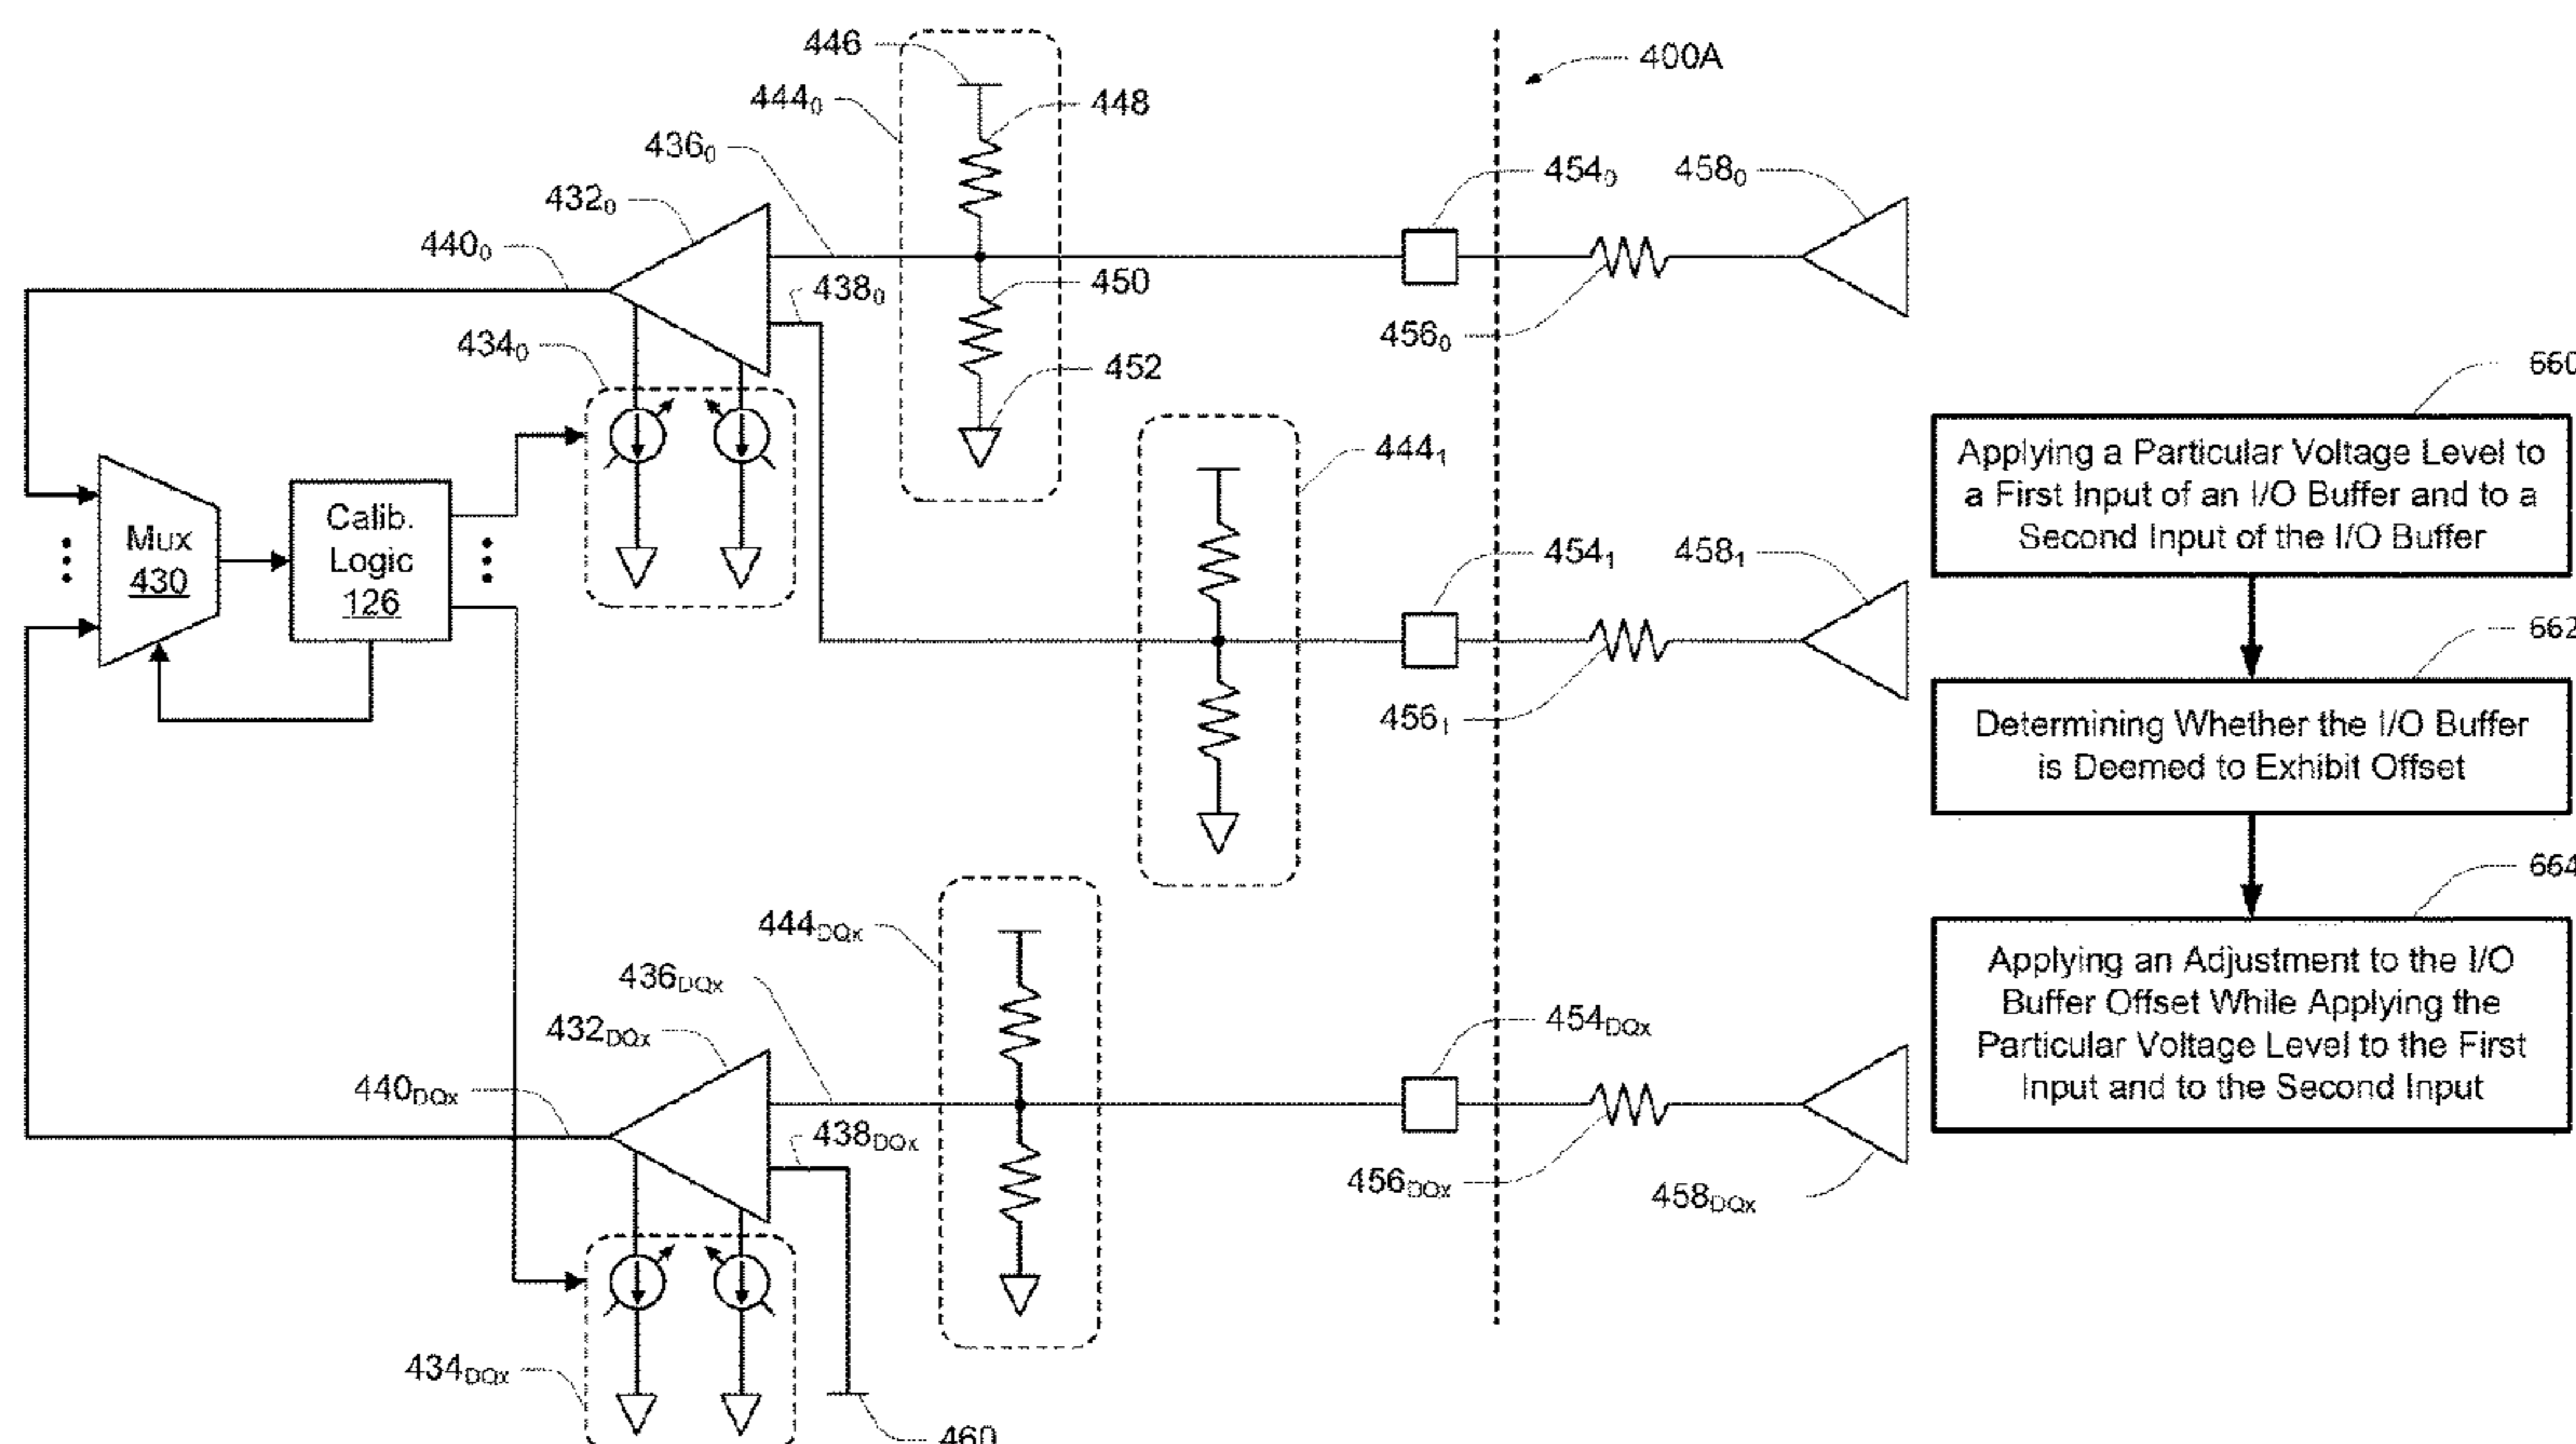 446
400A
444₀
448
436₀
454₀
458₀
432₀
440₀
438₀
450
456₀
434₀
452
660
444₁
Applying a Particular Voltage Level to
a First Input of an I/O Buffer and to a
Second Input of the I/O Buffer
Mux
430
Calib.
Logic
126
454₁
458₁
662
456₁
Determining Whether the I/O Buffer
is Deemed to Exhibit Offset
664
444DQx
436DQx
432DQx
454DQx
Applying an Adjustment to the I/O
Buffer Offset While Applying the
Particular Voltage Level to the First
Input and to the Second Input
440DQx
438DQx
456DQx
458DQx
434DQx
460